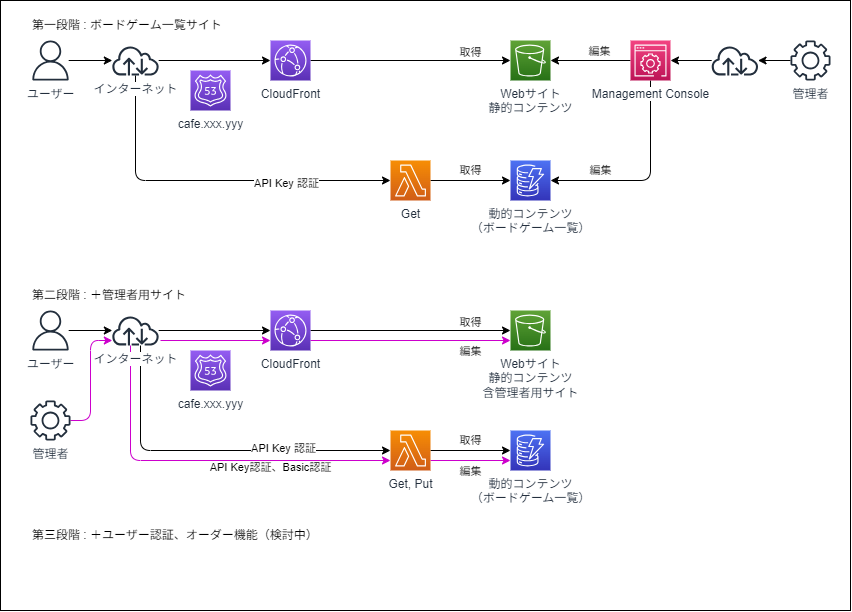 第一段階 : ボードゲーム一覧サイト
ユーザー
インターネット
53
cafe.xxx.yyy
CloudFront
取得
Webサイト
静的コンテンツ
編集
Management Console
管理者
API Key 認証
Get
取得
動的コンテンツ
（ボードゲーム一覧）
編集
第二段階 : ＋管理者用サイト
ユーザー
インターネット
53
cafe.xxx.yyy
CloudFront
取得
編集
Webサイト
静的コンテンツ
含管理者用サイト
管理者
API Key 認証
API Key認証、Basic認証
Get, Put
取得
編集
動的コンテンツ
（ボードゲーム一覧）
第三段階 : ＋ユーザー認証、オーダー機能（検討中）